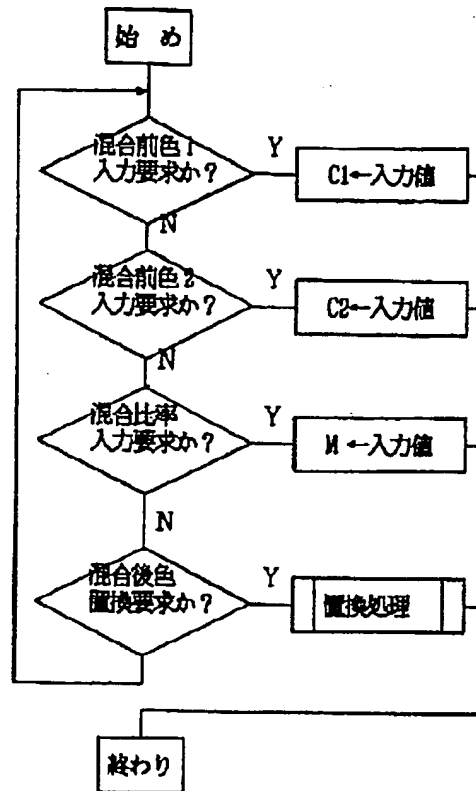 始め
混合前色1
入力要求か?
Y
C1←入力値
N
混合前色2
入力要求か?
Y
C2←入力値
N
混合比率
入力要求か?
Y
M←入力値
N
混合後色
置換要求か?
Y
置換処理
終わり